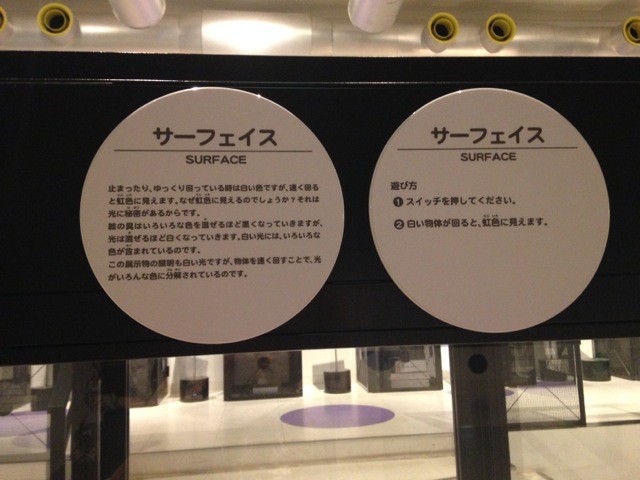 サーフェイス
SURFACE
止まったり、ゆっくり回っている時は白い色ですが、速く回る
と虹色に見えます。なぜ虹色に見えるのでしょうか?それは
光に秘密があるからです。
絵の具はいろいろな色を混ぜるほど黒くなっていきますが、
光は混ぜるほど白くなっていきます。白い光には、いろいろな
色が含まれているのです。
この展示物の照明も白い光ですが、物体を速く回すことで、光
がいろんな色に分解されているのです。
サーフェイス
SURFACE
遊び方
❶ スイッチを押してください。
❷ 白い物体が回ると、虹色に見えます。